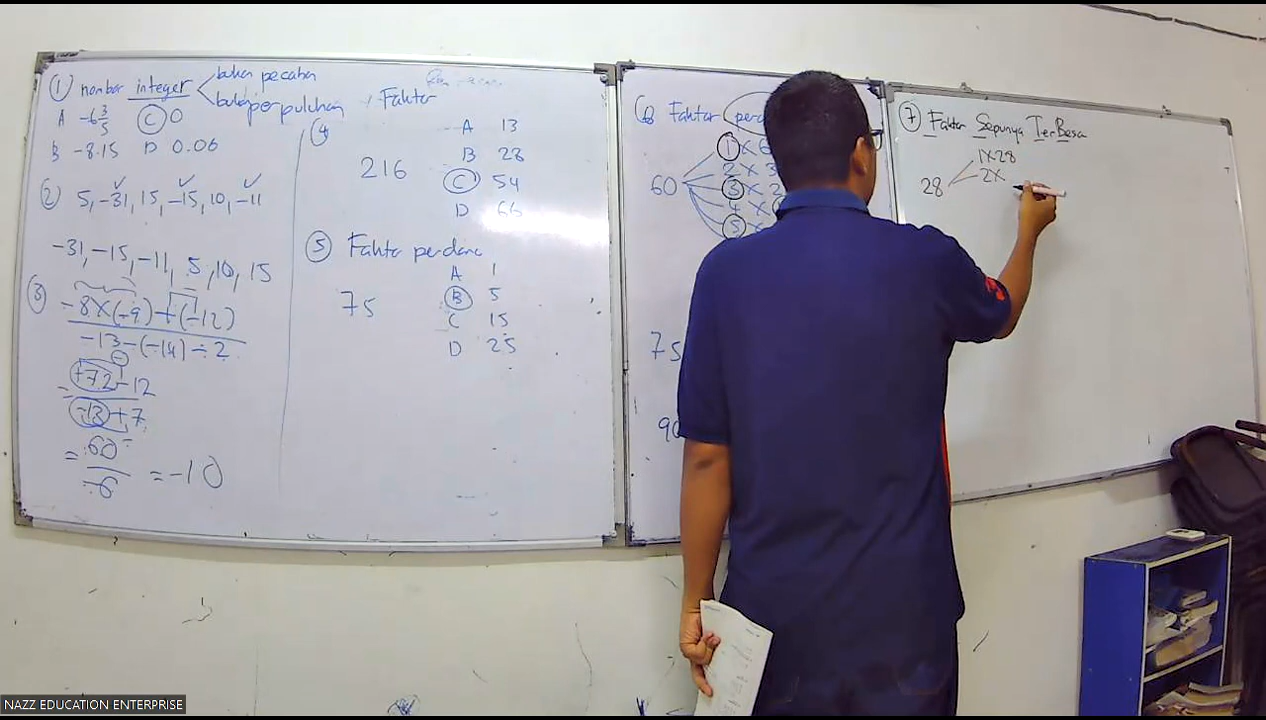 ① nombor integer
bukan pecahan
bukan perpuluhan
A -6 3/5 Ⓒ 0
B -8.15 D 0.06
② 5, -31, 15, -15, 10, -11
-31, -15, -11, 5, 10, 15
③ -8×(-9)+(-12)
-13-(-14)÷2
+72-12
-13+7
= 60
-6
= -10
Faktor
④
216
A 13
B 28
Ⓒ 54
D 66
⑤ Faktor perdana
75
A 1
Ⓑ 5
C 15
D 25
⑥ Faktor
60
① × 6
2 × 3
③ × 2
4 ×
⑤ ×
75
90
⑦ Faktor Sepunya TerBesar
28
1×28
2×
NAZZ EDUCATION ENTERPRISE